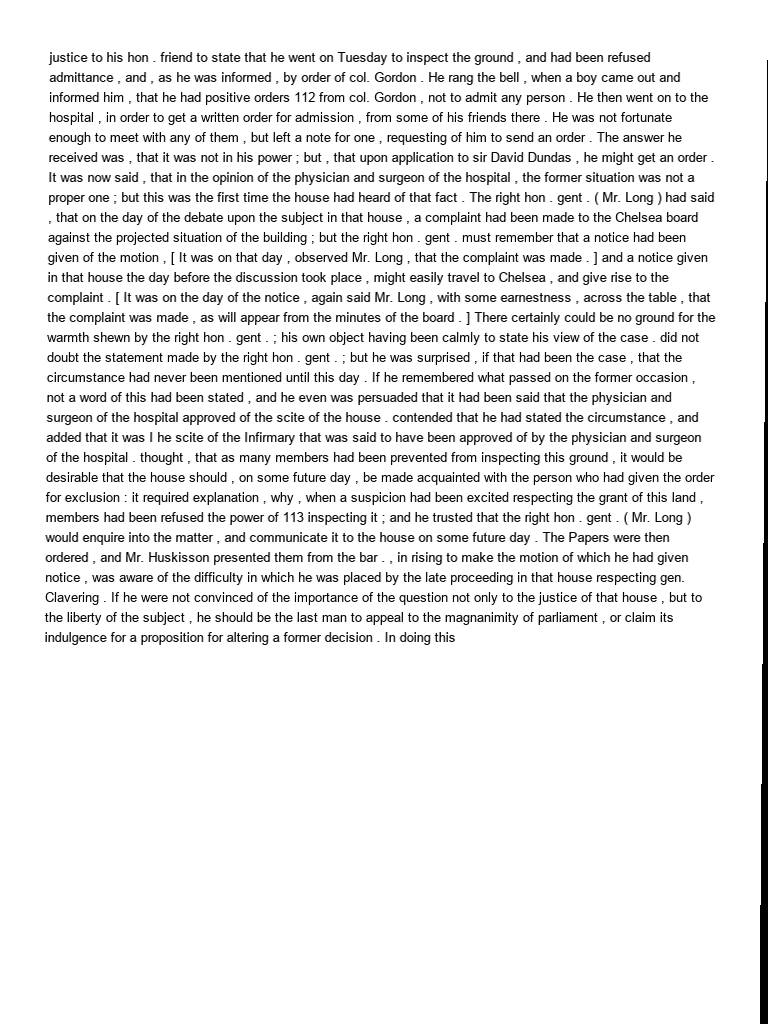 justice to his hon . friend to state that he went on Tuesday to inspect the ground , and had been refused
admittance , and , as he was informed , by order of col. Gordon . He rang the bell , when a boy came out and
informed him , that he had positive orders 112 from col. Gordon , not to admit any person . He then went on to the
hospital , in order to get a written order for admission , from some of his friends there . He was not fortunate
enough to meet with any of them , but left a note for one , requesting of him to send an order . The answer he
received was , that it was not in his power ; but , that upon application to sir David Dundas , he might get an order .
It was now said , that in the opinion of the physician and surgeon of the hospital , the former situation was not a
proper one ; but this was the first time the house had heard of that fact . The right hon . gent . ( Mr. Long ) had said
, that on the day of the debate upon the subject in that house , a complaint had been made to the Chelsea board
against the projected situation of the building ; but the right hon . gent . must remember that a notice had been
given of the motion , [ It was on that day , observed Mr. Long , that the complaint was made . ] and a notice given
in that house the day before the discussion took place , might easily travel to Chelsea , and give rise to the
complaint . [ It was on the day of the notice , again said Mr. Long , with some earnestness , across the table , that
the complaint was made , as will appear from the minutes of the board . ] There certainly could be no ground for the
warmth shewn by the right hon . gent . ; his own object having been calmly to state his view of the case . did not
doubt the statement made by the right hon . gent . ; but he was surprised , if that had been the case , that the
circumstance had never been mentioned until this day . If he remembered what passed on the former occasion ,
not a word of this had been stated , and he even was persuaded that it had been said that the physician and
surgeon of the hospital approved of the scite of the house . contended that he had stated the circumstance , and
added that it was I he scite of the Infirmary that was said to have been approved of by the physician and surgeon
of the hospital . thought , that as many members had been prevented from inspecting this ground , it would be
desirable that the house should , on some future day , be made acquainted with the person who had given the order
for exclusion : it required explanation , why , when a suspicion had been excited respecting the grant of this land ,
members had been refused the power of 113 inspecting it ; and he trusted that the right hon . gent . ( Mr. Long )
would enquire into the matter , and communicate it to the house on some future day . The Papers were then
ordered , and Mr. Huskisson presented them from the bar . , in rising to make the motion of which he had given
notice , was aware of the difficulty in which he was placed by the late proceeding in that house respecting gen.
Clavering . If he were not convinced of the importance of the question not only to the justice of that house , but to
the liberty of the subject , he should be the last man to appeal to the magnanimity of parliament , or claim its
indulgence for a proposition for altering a former decision . In doing this